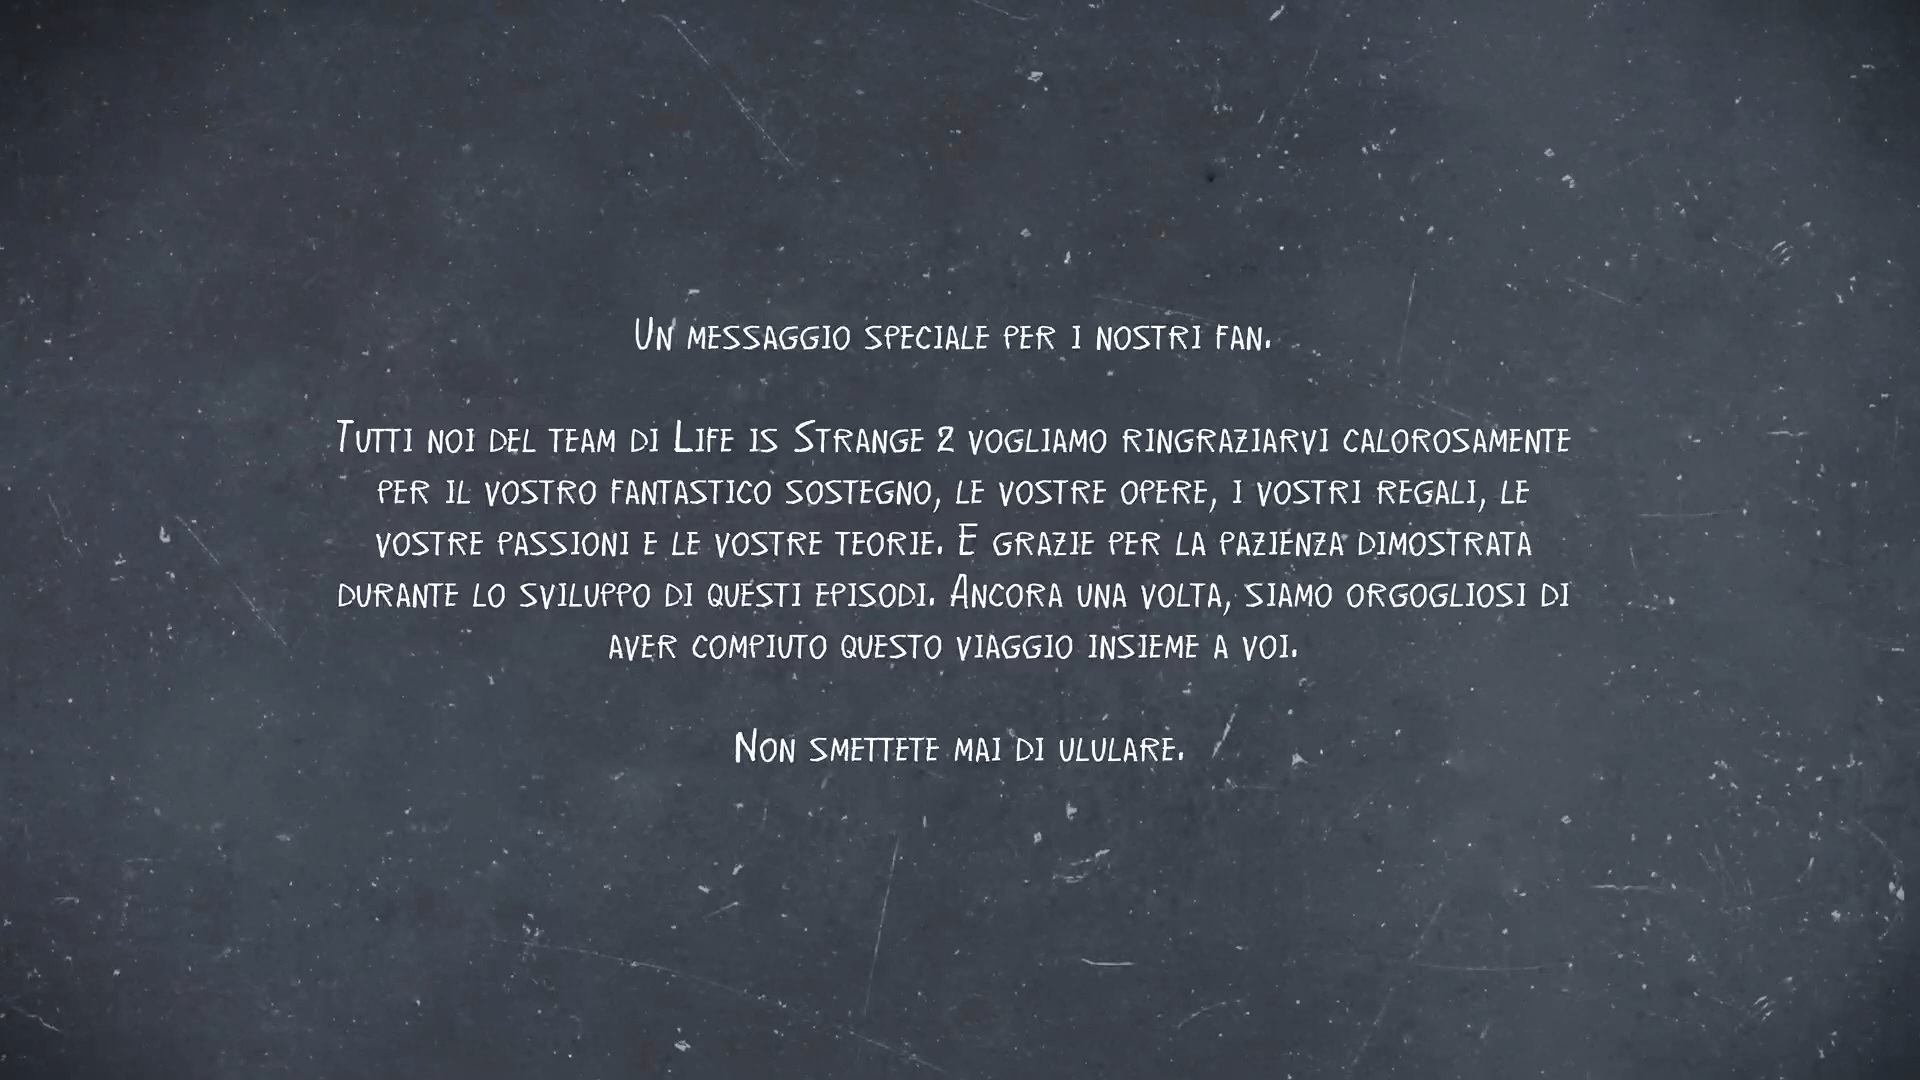 Un messaggio speciale per i nostri fan.
Tutti noi del team di Life is Strange 2 vogliamo ringraziarvi calorosamente
per il vostro fantastico sostegno, le vostre opere, i vostri regali, le
vostre passioni e le vostre teorie. E grazie per la pazienza dimostrata
durante lo sviluppo di questi episodi. Ancora una volta, siamo orgogliosi di
aver compiuto questo viaggio insieme a voi.
Non smettete mai di ululare.